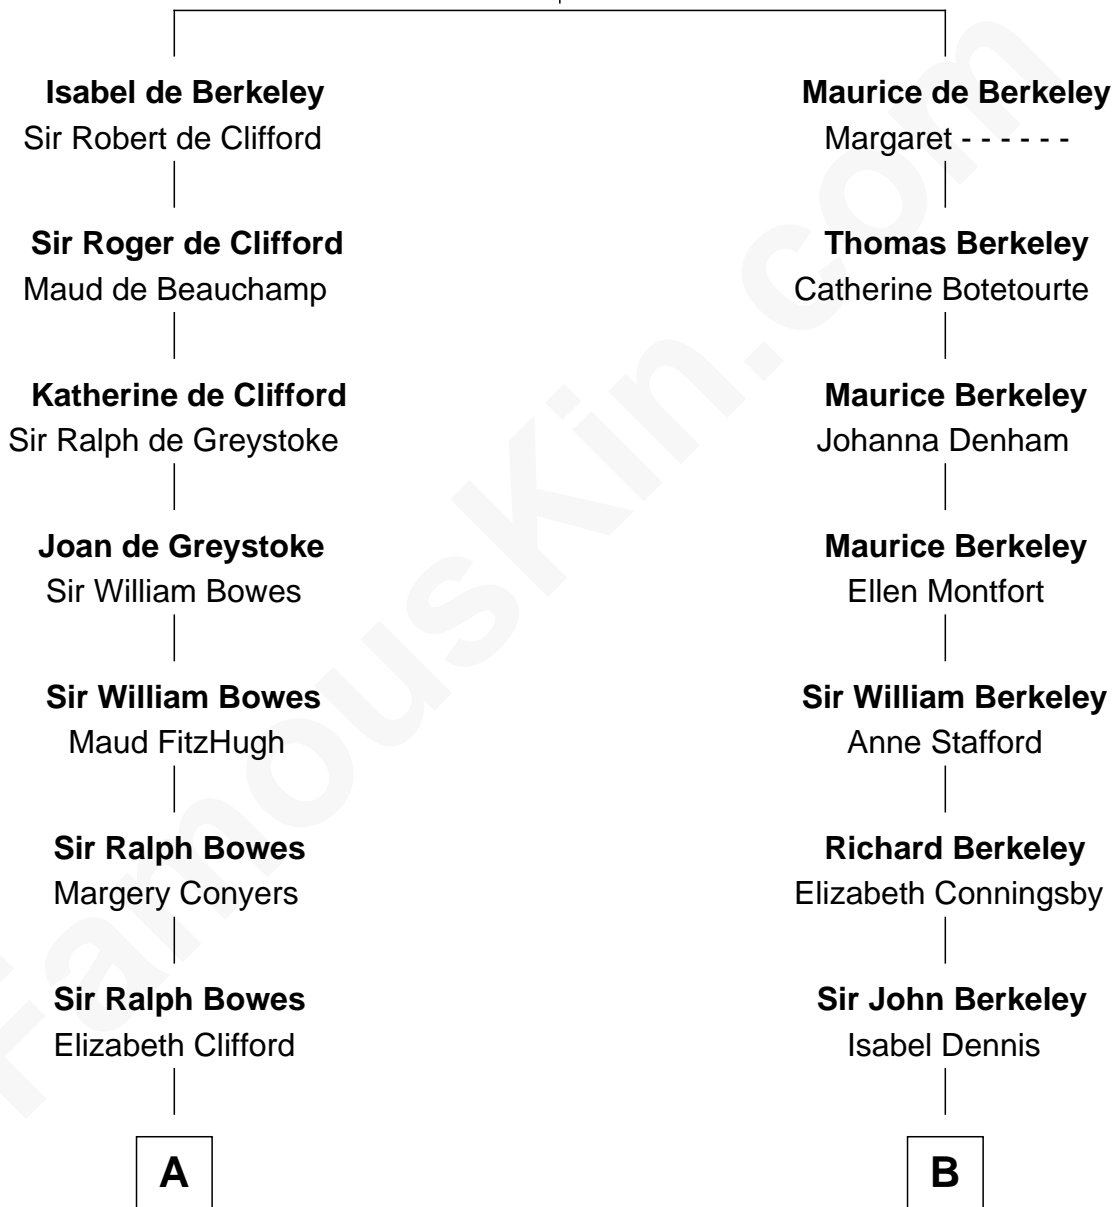 Isabel de Berkeley
Sir Robert de Clifford
Sir Roger de Clifford
Maud de Beauchamp
Katherine de Clifford
Sir Ralph de Greystoke
Joan de Greystoke
Sir William Bowes
Sir William Bowes
Maud FitzHugh
Sir Ralph Bowes
Margery Conyers
Sir Ralph Bowes
Elizabeth Clifford
A
Maurice de Berkeley
Margaret - - - - - -
Thomas Berkeley
Catherine Botetourte
Maurice Berkeley
Johanna Denham
Maurice Berkeley
Ellen Montfort
Sir William Berkeley
Anne Stafford
Richard Berkeley
Elizabeth Conningsby
Sir John Berkeley
Isabel Dennis
B
FamousKin.com